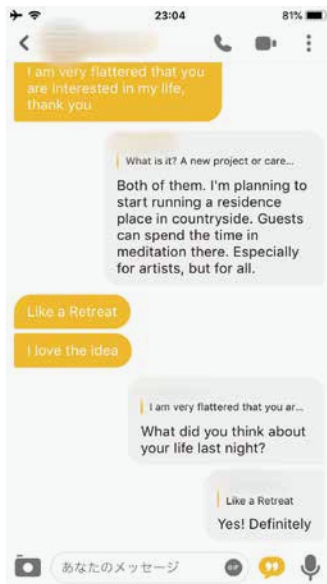 23:04
81%
I am very flattered that you
are interested in my life,
thank you
What is it? A new project or care...
Both of them. I'm planning to
start running a residence
place in countryside. Guests
can spend the time in
meditation there. Especially
for artists, but for all.
Like a Retreat
I love the idea
I am very flattered that you ar...
What did you think about
your life last night?
Like a Retreat
Yes! Definitely
あなたのメッセージ
GIF